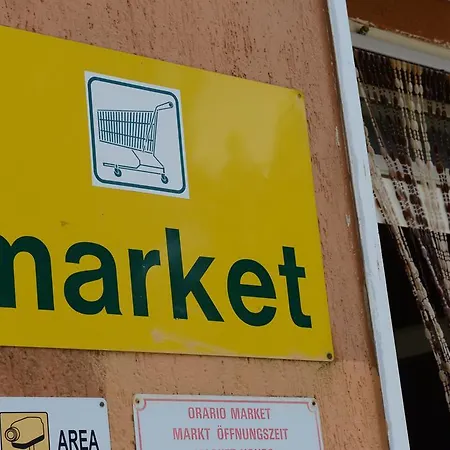 market
AREA
ORARIO MARKET
MARKT ÖFFNUNGSZEIT